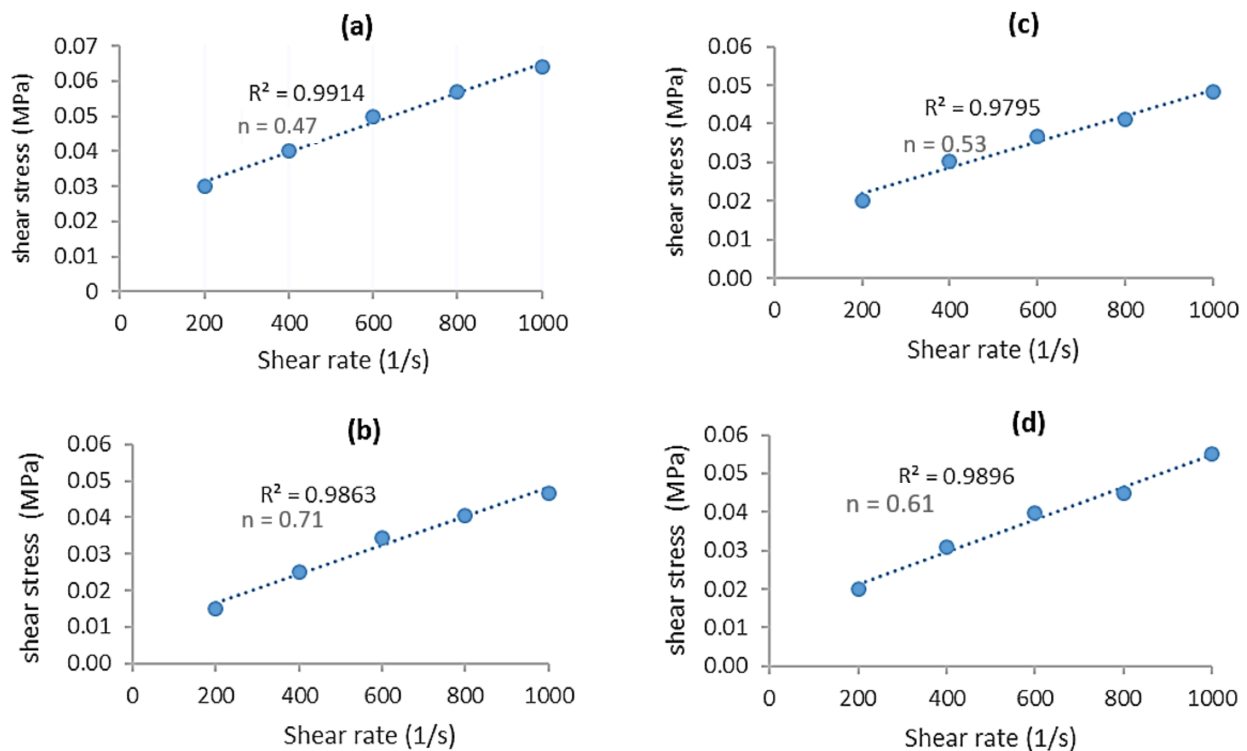 (a)
shear stress (MPa)
0.07
0.06
0.05
0.04
0.03
0.02
0.01
0
R² = 0.9914
n = 0.47
0 200 400 600 800 1000
Shear rate (1/s)
(c)
shear stress (MPa)
0.06
0.05
0.04
0.03
0.02
0.01
0.00
R² = 0.9795
n = 0.53
0 200 400 600 800 1000
Shear rate (1/s)
(b)
shear stress (MPa)
0.06
0.05
0.04
0.03
0.02
0.01
0.00
R² = 0.9863
n = 0.71
0 200 400 600 800 1000
Shear rate (1/s)
(d)
shear stress (MPa)
0.06
0.05
0.04
0.03
0.02
0.01
0.00
R² = 0.9896
n = 0.61
0 200 400 600 800 1000
Shear rate (1/s)